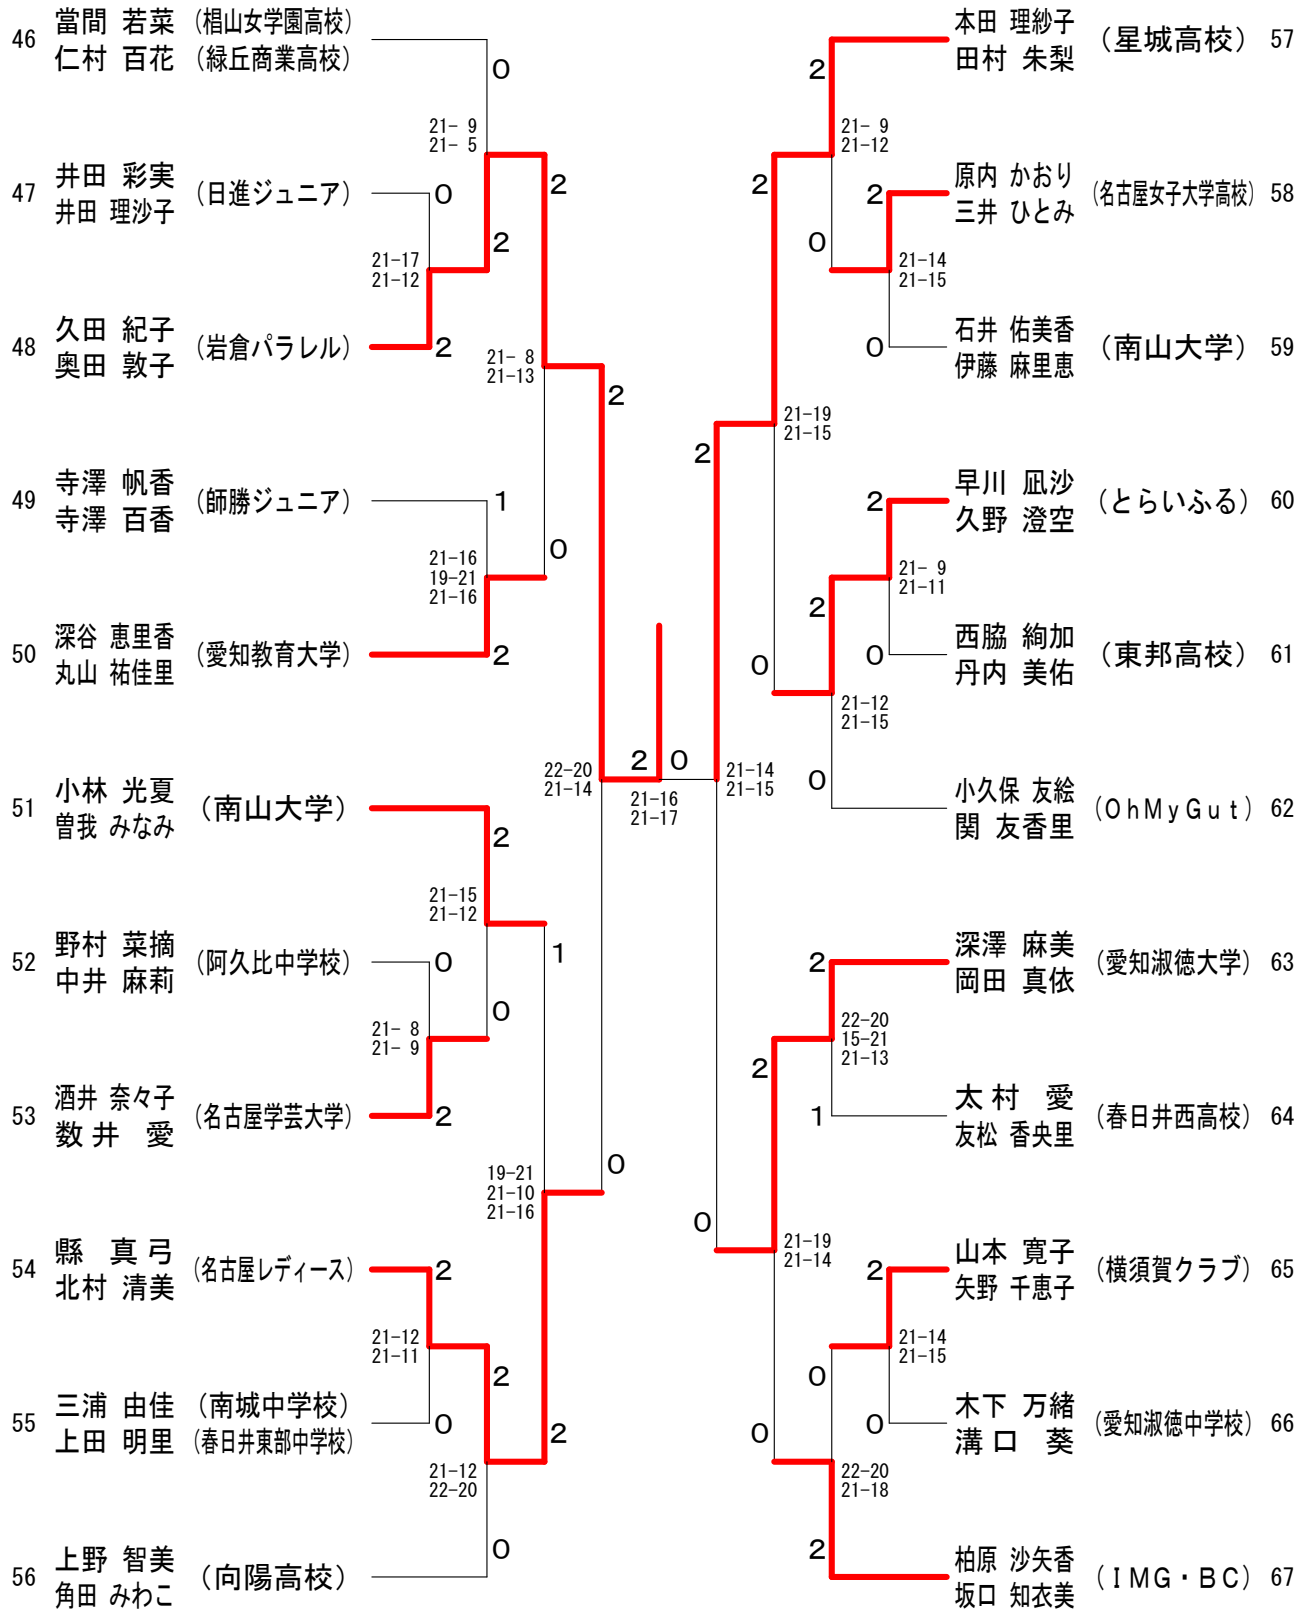 46 當間 若菜 (椙山女学園高校)
仁村 百花 (緑丘商業高校)
0
21- 9
21- 5
2
47 井田 彩実 (日進ジュニア)
井田 理沙子
0
2
21-17
21-12
48 久田 紀子 (岩倉パラレル)
奥田 敦子
2
21- 8
21-13
2
49 寺澤 帆香 (師勝ジュニア)
寺澤 百香
1
0
21-16
19-21
21-16
50 深谷 恵里香 (愛知教育大学)
丸山 祐佳里
2
22-20
21-14
2 0
21-16
21-17
51 小林 光夏 (南山大学)
曽我 みなみ
2
21-15
21-12
1
52 野村 菜摘 (阿久比中学校)
中井 麻莉
0
0
21- 8
21- 9
53 酒井 奈々子 (名古屋学芸大学)
数井 愛
2
19-21
21-10
21-16
0
54 縣 真弓 (名古屋レディース)
北村 清美
2
21-12
21-11
2
55 三浦 由佳 (南城中学校)
上田 明里 (春日井東部中学校)
0
2
21-12
22-20
0
56 上野 智美 (向陽高校)
角田 みわこ
本田 理紗子 (星城高校) 57
田村 朱梨
2
21- 9
21-12
2
原内 かおり (名古屋女子大学高校) 58
三井 ひとみ
2
0
21-14
21-15
石井 佑美香 (南山大学) 59
伊藤 麻里恵
0
21-19
21-15
2
早川 凪沙 (とらいふる) 60
久野 澄空
2
21- 9
21-11
2
西脇 絢加 (東邦高校) 61
丹内 美佑
0
0
21-12
21-15
21-14
21-15
小久保 友絵 (OhMyGut) 62
関 友香里
0
深澤 麻美 (愛知淑徳大学) 63
岡田 真依
2
22-20
15-21
21-13
2
太村 愛 (春日井西高校) 64
友松 香央里
1
0
21-19
21-14
山本 寛子 (横須賀クラブ) 65
矢野 千恵子
2
21-14
21-15
0
木下 万緒 (愛知淑徳中学校) 66
溝口 葵
0
0
22-20
21-18
柏原 沙矢香 (IMG・BC) 67
坂口 知衣美
2